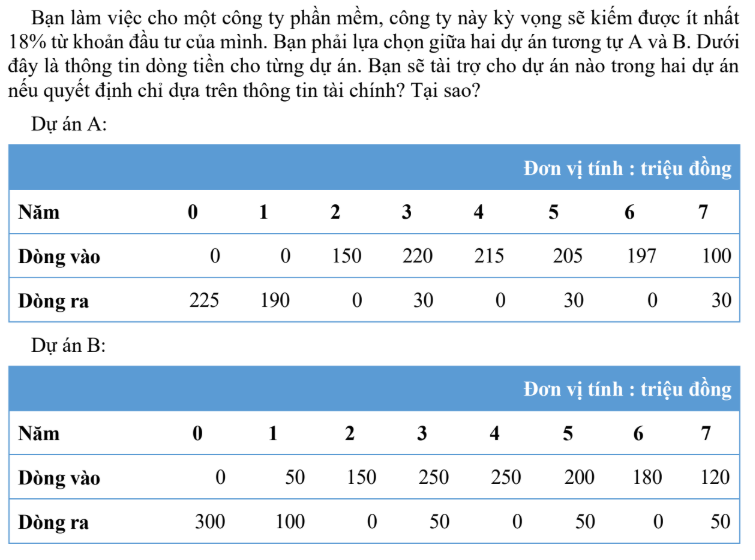 Bạn làm việc cho một công ty phần mềm, công ty này kỳ vọng sẽ kiếm được ít nhất
18% từ khoản đầu tư của mình. Bạn phải lựa chọn giữa hai dự án tương tự A và B. Dưới
đây là thông tin dòng tiền cho từng dự án. Bạn sẽ tài trợ cho dự án nào trong hai dự án
nếu quyết định chỉ dựa trên thông tin tài chính? Tại sao?
Dự án A:
Đơn vị tính : triệu đồng
Năm 0 1 2 3 4 5 6 7
Dòng vào 0 0 150 220 215 205 197 100
Dòng ra 225 190 0 30 0 30 0 30
Dự án B:
Đơn vị tính : triệu đồng
Năm 0 1 2 3 4 5 6 7
Dòng vào 0 50 150 250 250 200 180 120
Dòng ra 300 100 0 50 0 50 0 50